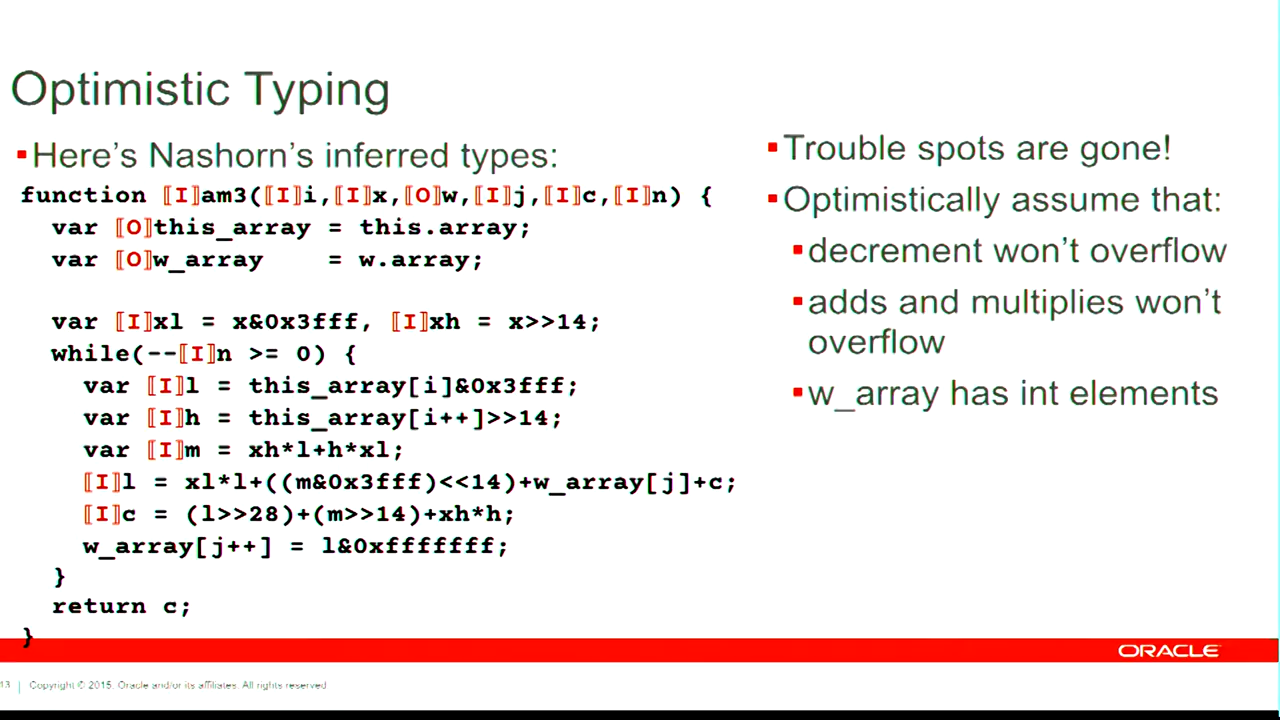 Optimistic Typing
Here's Nashorn's inferred types:
function ⟦I⟧am3(⟦I⟧i,⟦I⟧x,⟦O⟧w,⟦I⟧j,⟦I⟧c,⟦I⟧n) {
  var ⟦O⟧this_array = this.array;
  var ⟦O⟧w_array    = w.array;
  var ⟦I⟧xl = x&0x3fff, ⟦I⟧xh = x>>14;
  while(--⟦I⟧n >= 0) {
    var ⟦I⟧l = this_array[i]&0x3fff;
    var ⟦I⟧h = this_array[i++]>>14;
    var ⟦I⟧m = xh*l+h*xl;
    ⟦I⟧l = xl*l+((m&0x3fff)<<14)+w_array[j]+c;
    ⟦I⟧c = (l>>28)+(m>>14)+xh*h;
    w_array[j++] = l&0xfffffff;
  }
  return c;
}
Trouble spots are gone!
Optimistically assume that:
decrement won't overflow
adds and multiplies won't
overflow
w_array has int elements
ORACLE
13 | Copyright © 2015, Oracle and/or its affiliates. All rights reserved